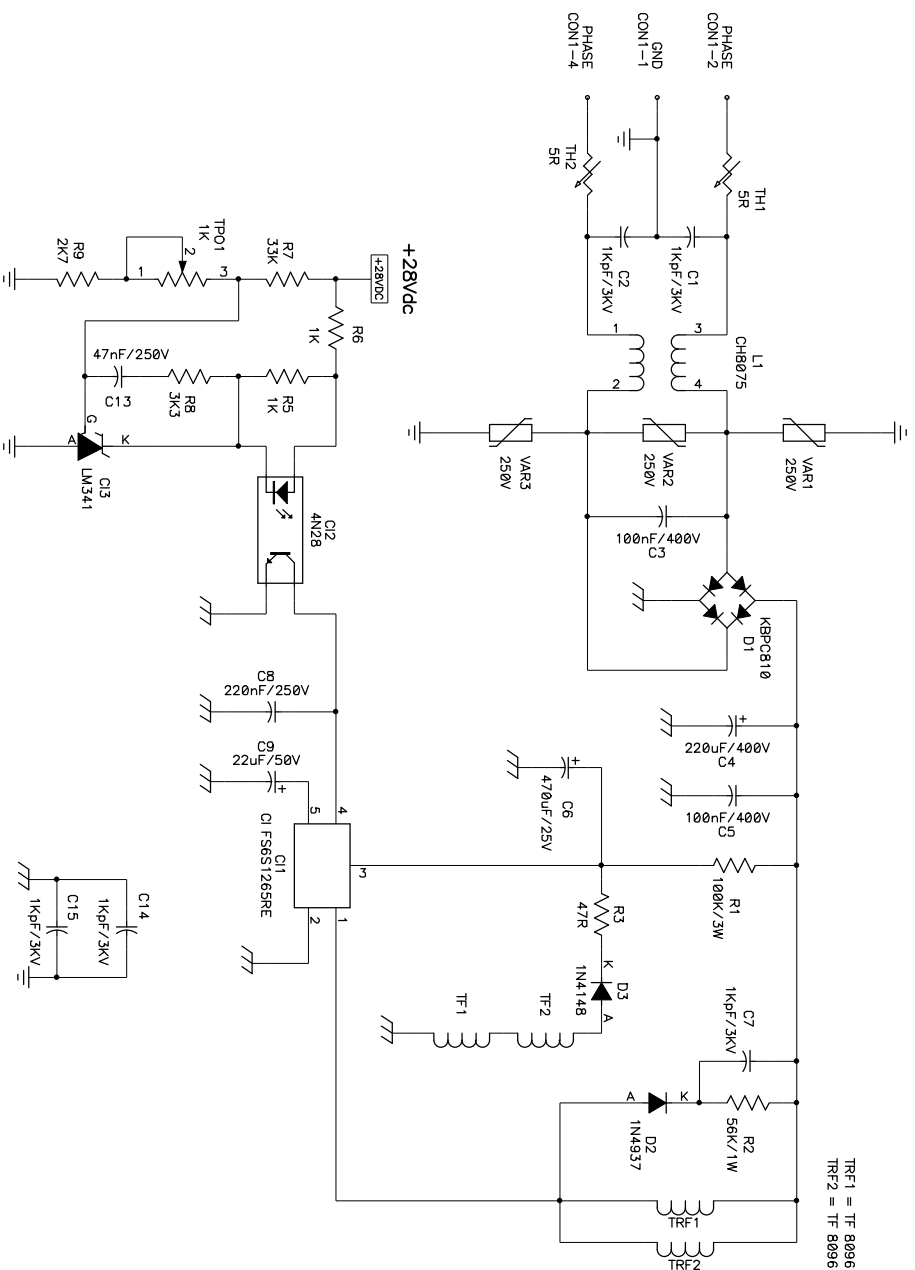 PHASE
CON1-2
GND
CON1-1
PHASE
CON1-4
TH1
5R
TH2
5R
C1
1KpF/3KV
C2
1KpF/3KV
L1
CH8075
3
4
1
2
VAR1
250V
VAR2
250V
VAR3
250V
100nF/400V
C3
KBPC810
D1
+
220uF/400V
C4
100nF/400V
C5
R1
100K/3W
+
C6
470uF/25V
R3
47R
K
A
D3
1N4148
TF2
TF1
C7
1KpF/3KV
R2
56K/1W
A
K
D2
1N4937
TRF1
TRF2
TRF1 = TF 8096
TRF2 = TF 8096
+28Vdc
+28VDC
R6
1K
R7
33K
TPO1
1K
1
2
3
R9
2K7
47nF/250V
C13
R8
3K3
R5
1K
G
A
K
CI3
LM341
CI2
4N28
C8
220nF/250V
C9
22uF/50V
+
5
4
3
2
1
CI1
CI FS6S1265RE
C14
1KpF/3KV
C15
1KpF/3KV